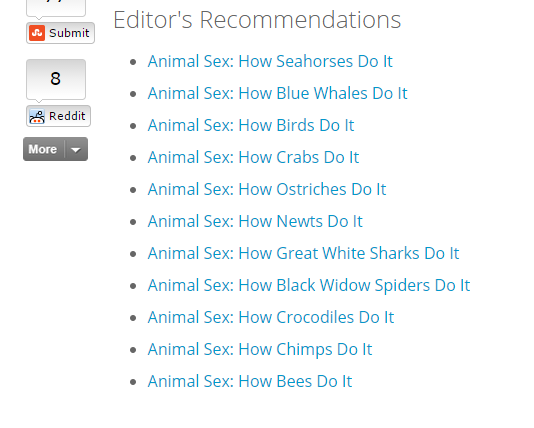 Editor's Recommendations
Submit
8
Reddit
More
Animal Sex: How Seahorses Do It
Animal Sex: How Blue Whales Do It
Animal Sex: How Birds Do It
Animal Sex: How Crabs Do It
Animal Sex: How Ostriches Do It
Animal Sex: How Newts Do It
Animal Sex: How Great White Sharks Do It
Animal Sex: How Black Widow Spiders Do It
Animal Sex: How Crocodiles Do It
Animal Sex: How Chimps Do It
Animal Sex: How Bees Do It